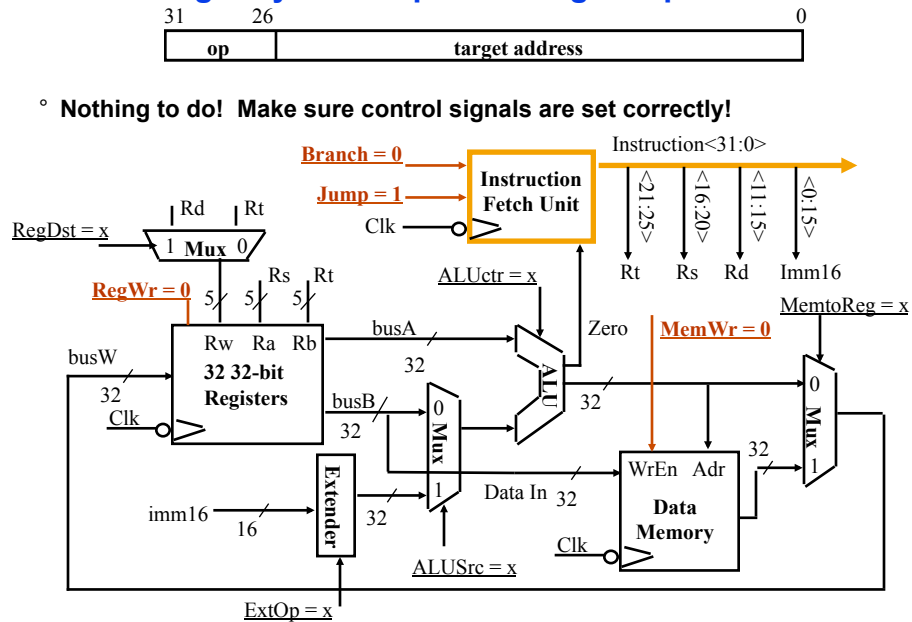 31 26 0
op target address
° Nothing to do! Make sure control signals are set correctly!
Instruction<31:0>
Branch = 0
Jump = 1
Clk
Instruction
Fetch Unit
<21:25>
<16:20>
<11:15>
<0:15>
Rt Rs Rd Imm16
Rd Rt
RegDst = x
1 Mux 0
RegWr = 0
5 5 5
Rs Rt
ALUctr = x
Zero
MemWr = 0
MemtoReg = x
busW
32
Rw Ra Rb
32 32-bit
Registers
Clk
busA
32
busB
32
0
Mux
1
ALU
32
0
Mux
1
imm16
16
Extender
32
Data In
32
WrEn Adr
Data
Memory
32
Clk
ALUSrc = x
ExtOp = x